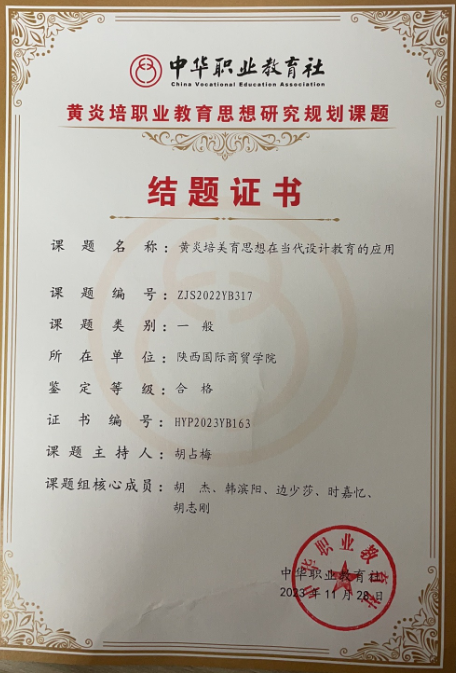 中华职业教育社
China Vocational Education Association
黄炎培职业教育思想研究规划课题
结题证书
课题名称：黄炎培美育思想在当代设计教育的应用
课题编号：ZJS2022YB317
课题类别：一般
所在单位：陕西国际商贸学院
鉴定等级：合格
证书编号：HYP2023YB163
课题主持人：胡占梅
课题组核心成员：胡 杰、韩滨阳、边少莎、时嘉忆、
胡志刚
中华职业教育社
中华职业教育社
2023年11月28日